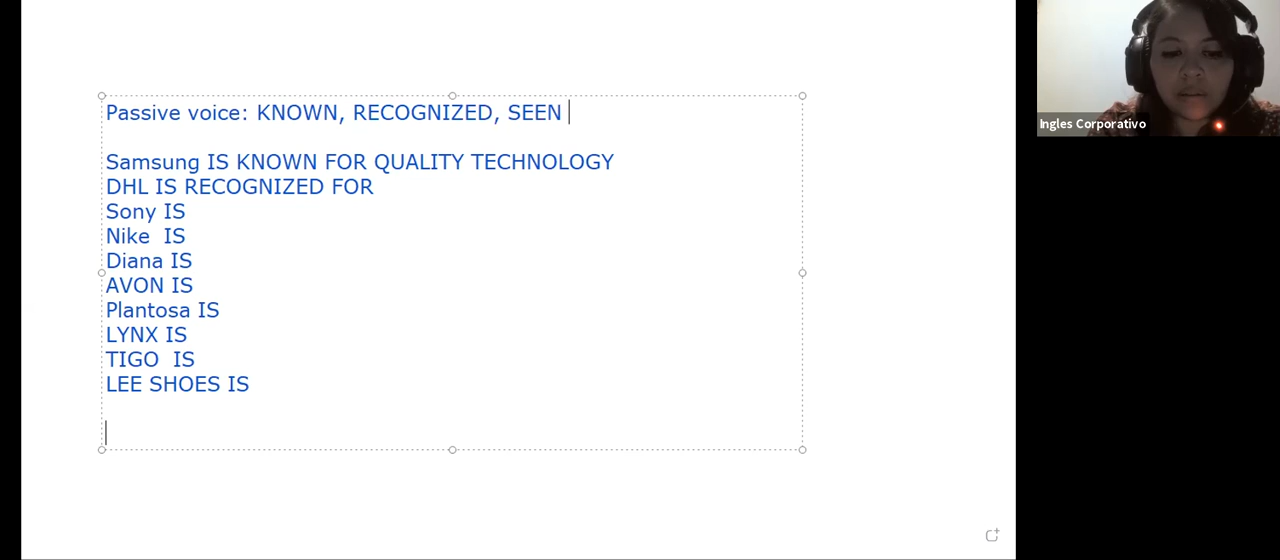 Passive voice: KNOWN, RECOGNIZED, SEEN
Samsung IS KNOWN FOR QUALITY TECHNOLOGY
DHL IS RECOGNIZED FOR
Sony IS
Nike  IS
Diana IS
AVON IS
Plantosa IS
LYNX IS
TIGO  IS
LEE SHOES IS
Ingles Corporativo